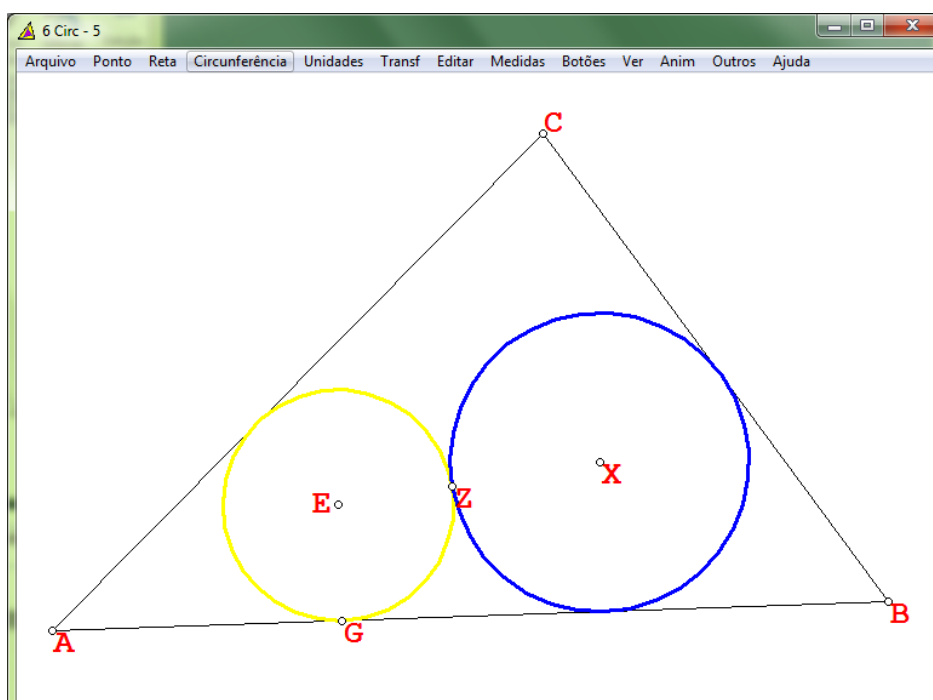 6 Circ - 5
Arquivo Ponto Reta Circunferência Unidades Transf Editar Medidas Botões Ver Anim Outros Ajuda
C
X
E
Z
B
G
A